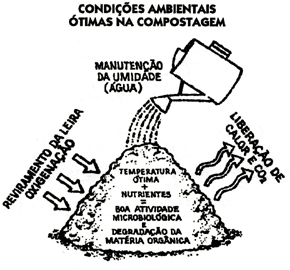 CONDIÇÕES AMBIENTAIS
ÓTIMAS NA COMPOSTAGEM
MANUTENÇÃO
DA UMIDADE
(ÁGUA)
REVIRAMENTO DA LEIRA
OXIGENAÇÃO
LIBERAÇÃO DE
CALOR E CO2
TEMPERATURA
ÓTIMA
+
NUTRIENTES
=
BOA ATIVIDADE
MICROBIOLÓGICA
E
DEGRADAÇÃO DA
MATÉRIA ORGÂNICA